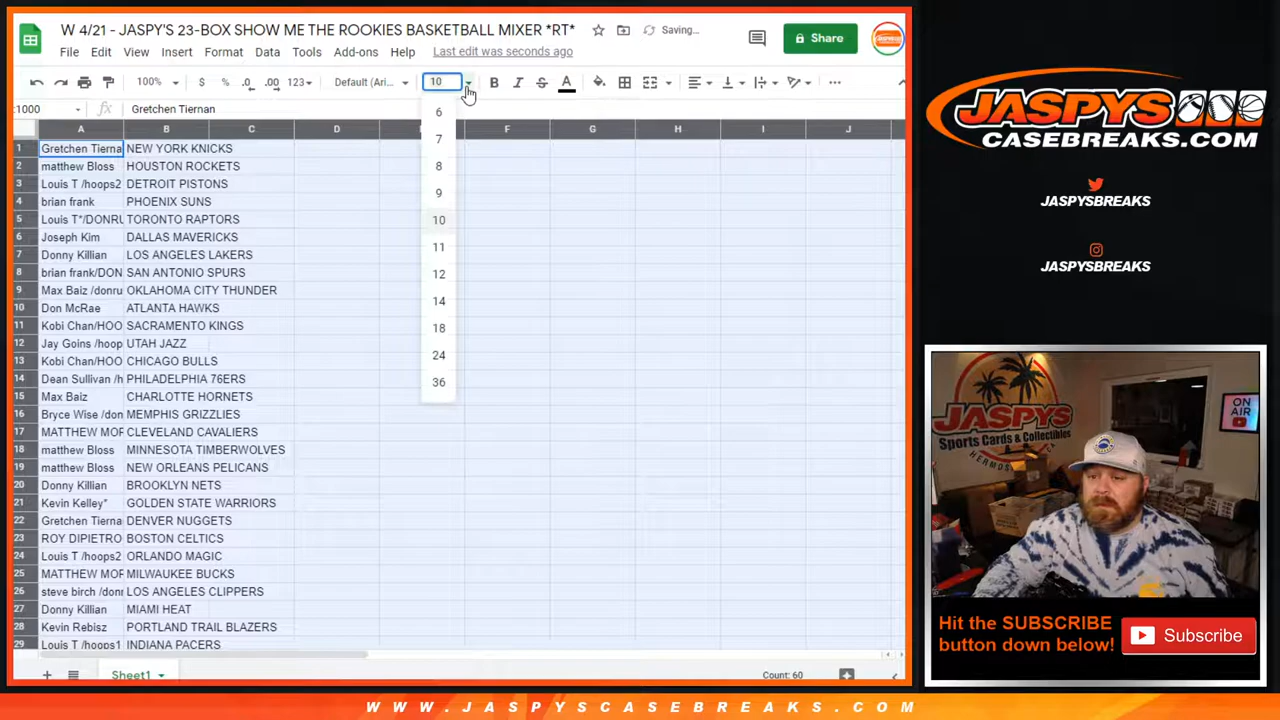 W 4/21 - JASPY'S 23-BOX SHOW ME THE ROOKIES BASKETBALL MIXER *RT*
Saving...
File Edit View Insert Format Data Tools Add-ons Help Last edit was seconds ago
Share
100% $ % .0 .00 123 Default (Ari... 10 B I S A
:1000 fx Gretchen Tiernan
A B C D F G H I J
1 Gretchen Tierna NEW YORK KNICKS
2 matthew Bloss HOUSTON ROCKETS
3 Louis T /hoops2 DETROIT PISTONS
4 brian frank PHOENIX SUNS
5 Louis T*/DONRU TORONTO RAPTORS
6 Joseph Kim DALLAS MAVERICKS
7 Donny Killian LOS ANGELES LAKERS
8 brian frank/DON SAN ANTONIO SPURS
9 Max Baiz /donru OKLAHOMA CITY THUNDER
10 Don McRae ATLANTA HAWKS
11 Kobi Chan/HOO SACRAMENTO KINGS
12 Jay Goins /hoop UTAH JAZZ
13 Kobi Chan/HOO CHICAGO BULLS
14 Dean Sullivan /h PHILADELPHIA 76ERS
15 Max Baiz CHARLOTTE HORNETS
16 Bryce Wise /don MEMPHIS GRIZZLIES
17 MATTHEW MOF CLEVELAND CAVALIERS
18 matthew Bloss MINNESOTA TIMBERWOLVES
19 matthew Bloss NEW ORLEANS PELICANS
20 Donny Killian BROOKLYN NETS
21 Kevin Kelley* GOLDEN STATE WARRIORS
22 Gretchen Tierna DENVER NUGGETS
23 ROY DIPIETRO BOSTON CELTICS
24 Louis T /hoops2 ORLANDO MAGIC
25 MATTHEW MOF MILWAUKEE BUCKS
26 steve birch /donr LOS ANGELES CLIPPERS
27 Donny Killian MIAMI HEAT
28 Kevin Rebisz PORTLAND TRAIL BLAZERS
29 Louis T /hoops1 INDIANA PACERS
6
7
8
9
10
11
12
14
18
24
36
Sheet1
Count: 60
JASPYS
CASEBREAKS.COM
JASPYSBREAKS
JASPYSBREAKS
JASPYS
Sports Cards & Collectibles
HERMOS
ON
AIR
Hit the SUBSCRIBE
button down below!
Subscribe
WWW.JASPYSCASEBREAKS.COM